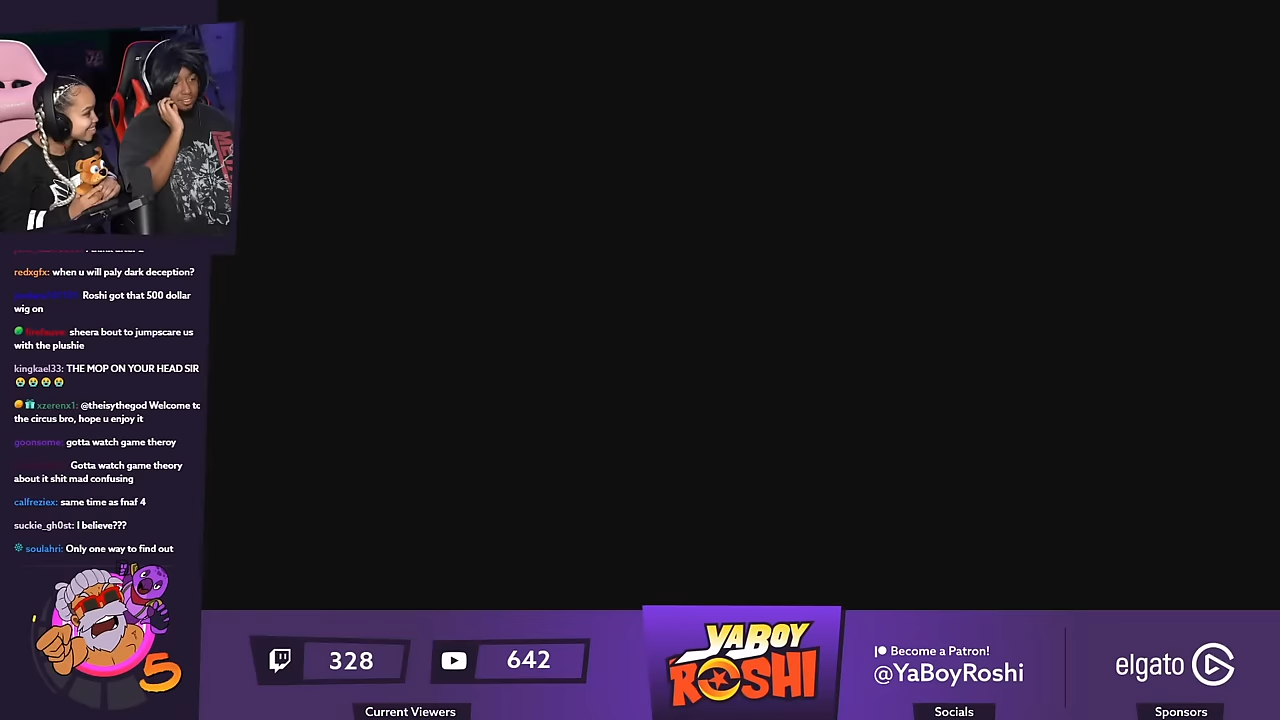 redxgfx: when u will paly dark deception?
Roshi got that 500 dollar
wig on
firefauve: sheera bout to jumpscare us
with the plushie
kingkael33: THE MOP ON YOUR HEAD SIR
😭😭😭😭
xzerenx1: @theisythegod Welcome to
the circus bro, hope u enjoy it
goonsome: gotta watch game theroy
Gotta watch game theory
about it shit mad confusing
calfreziex: same time as fnaf 4
suckie_gh0st: I believe???
soulahri: Only one way to find out
5
328
642
Current Viewers
YABOY
ROSHI
Become a Patron!
@YaBoyRoshi
Socials
elgato
Sponsors